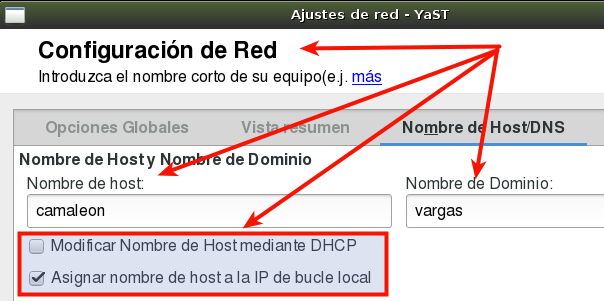 Ajustes de red - YaST
Configuración de Red
Introduzca el nombre corto de su equipo(e.j. más
Opciones Globales Vista resumen Nombre de Host/DNS
Nombre de Host y Nombre de Dominio
Nombre de host: Nombre de Dominio:
camaleon vargas
Modificar Nombre de Host mediante DHCP
Asignar nombre de host a la IP de bucle local